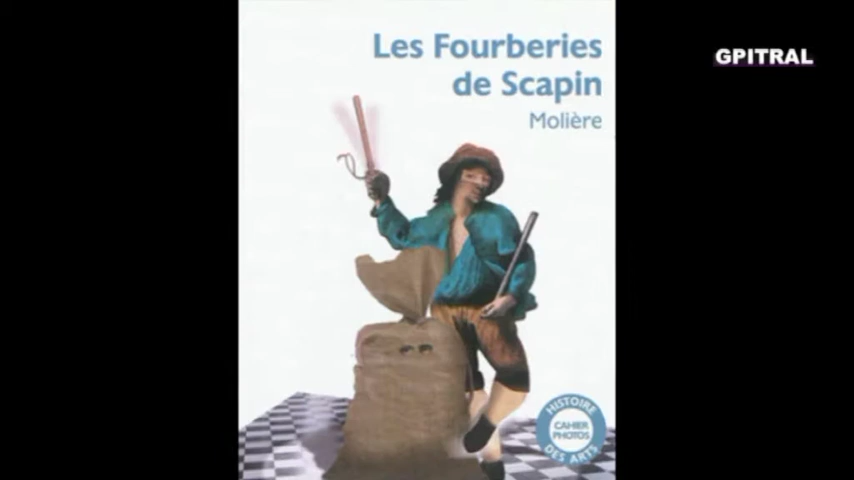 Les Fourberies
de Scapin
Molière
GPITRAL
HISTOIRE
CAHIER
PHOTOS
DES ARTS